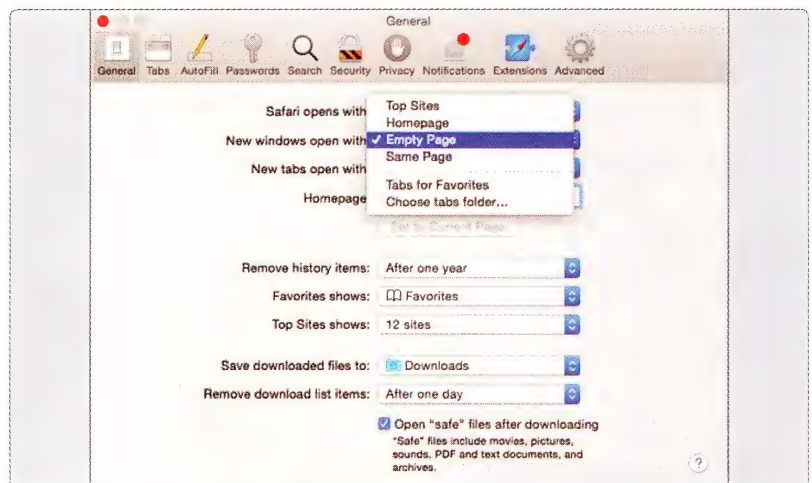 General
General Tabs AutoFill Passwords Search Security Privacy Notifications Extensions Advanced
Safari opens with Top Sites
Homepage
New windows open with ✓ Empty Page
Same Page
New tabs open with
Tabs for Favorites
Homepage Choose tabs folder...
Set to Current Page
Remove history items: After one year
Favorites shows: Favorites
Top Sites shows: 12 sites
Save downloaded files to: Downloads
Remove download list items: After one day
Open "safe" files after downloading
"Safe" files include movies, pictures,
sounds, PDF and text documents, and
archives.
?